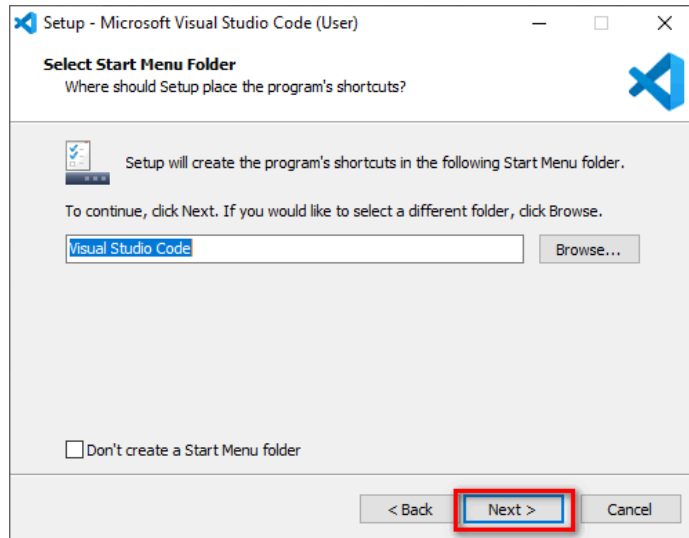 Setup - Microsoft Visual Studio Code (User)
Select Start Menu Folder
Where should Setup place the program's shortcuts?
Setup will create the program's shortcuts in the following Start Menu folder.
To continue, click Next. If you would like to select a different folder, click Browse.
Visual Studio Code
Browse...
Don't create a Start Menu folder
< Back
Next >
Cancel